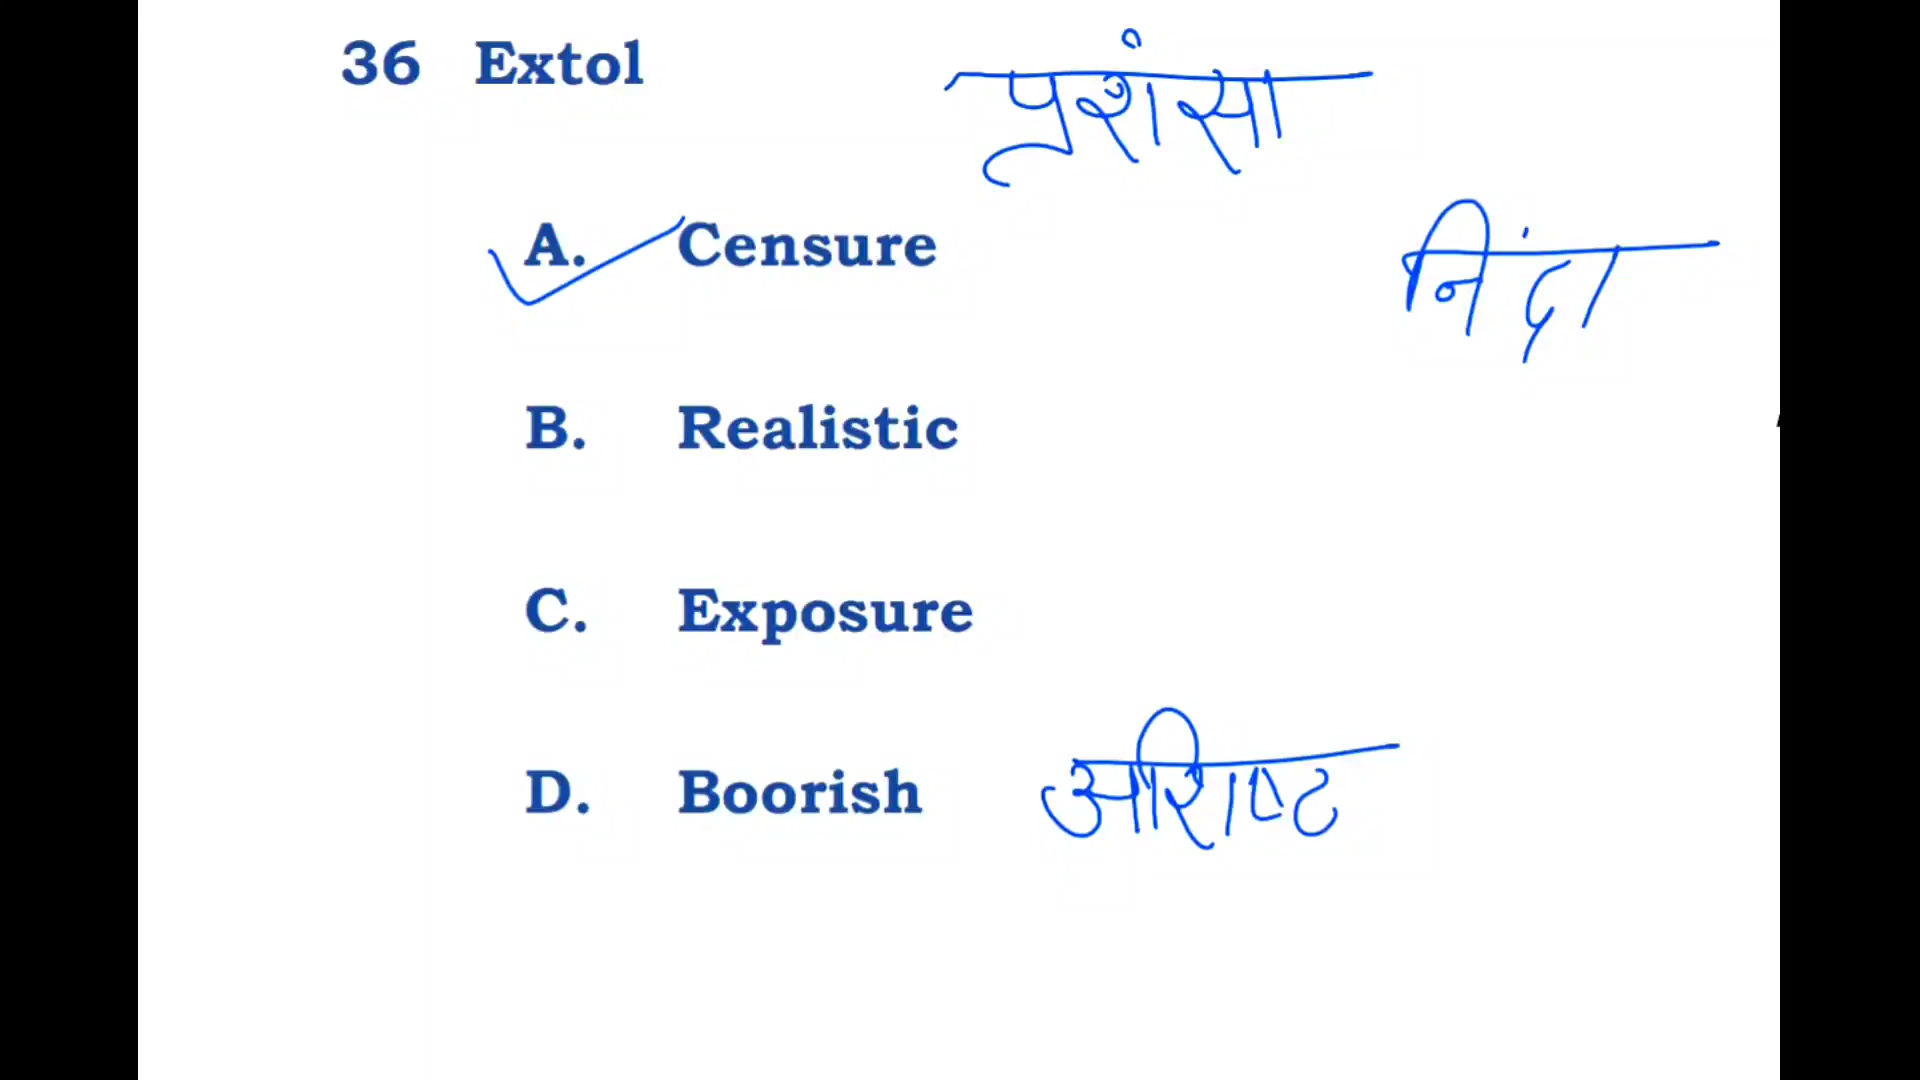 36 Extol प्रशंसा
A. Censure निंदा
B. Realistic
C. Exposure
D. Boorish अशिष्ट